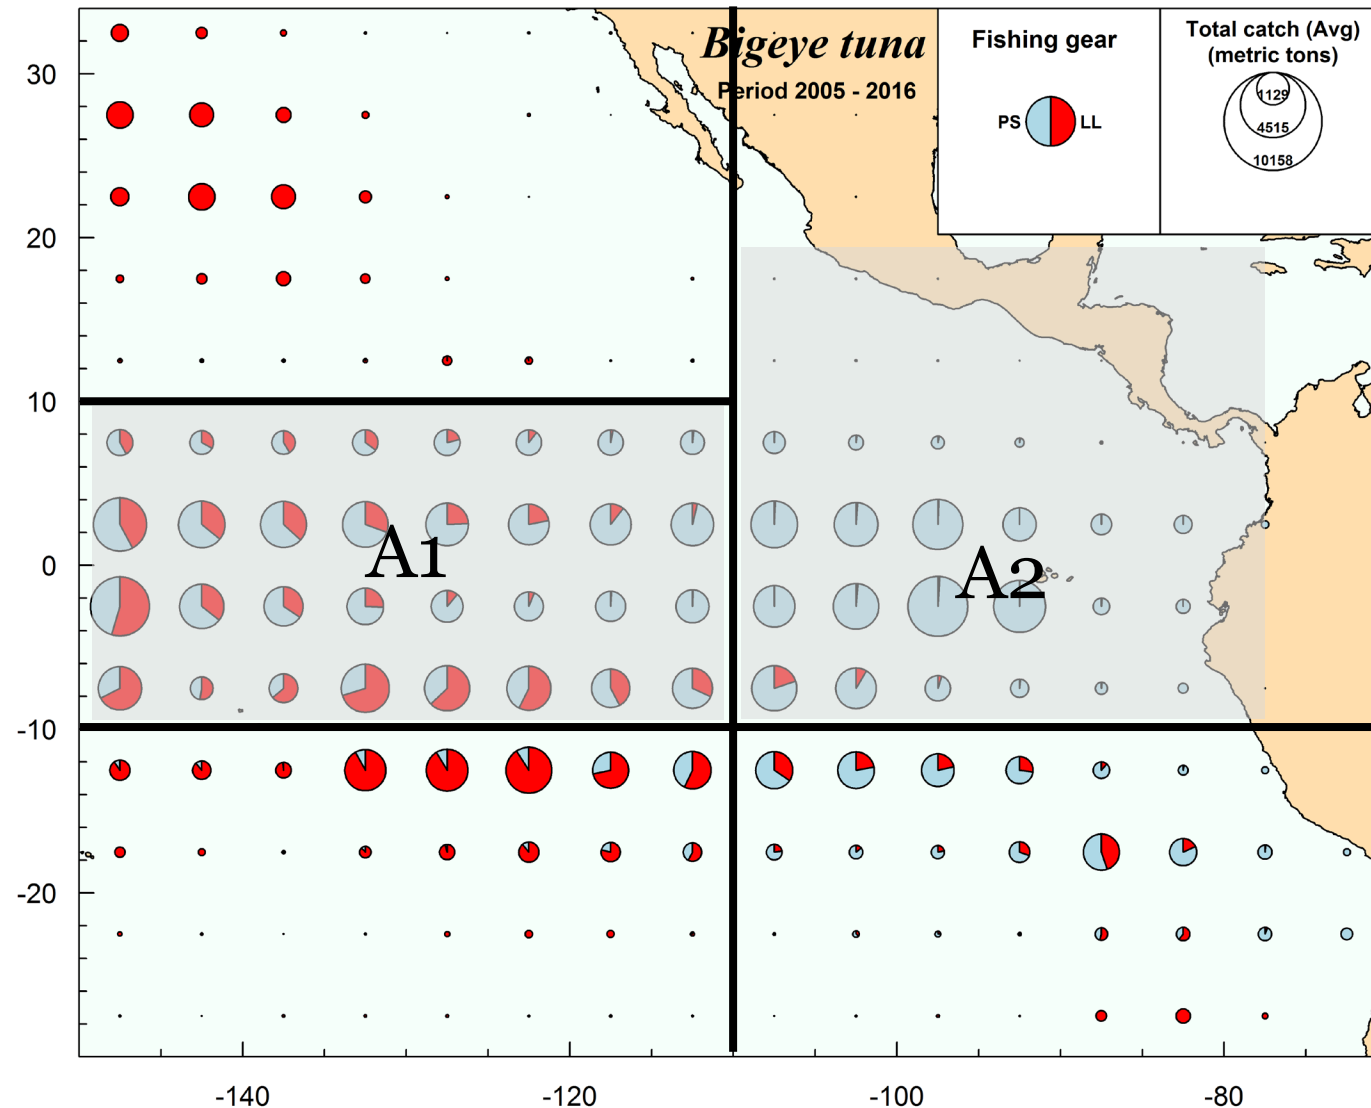 Bigeye tuna
Period 2005 - 2016
Fishing gear
PS LL
Total catch (Avg)
(metric tons)
1129
4515
10158
30
20
10
0
-10
-20
A1
A2
-140 -120 -100 -80